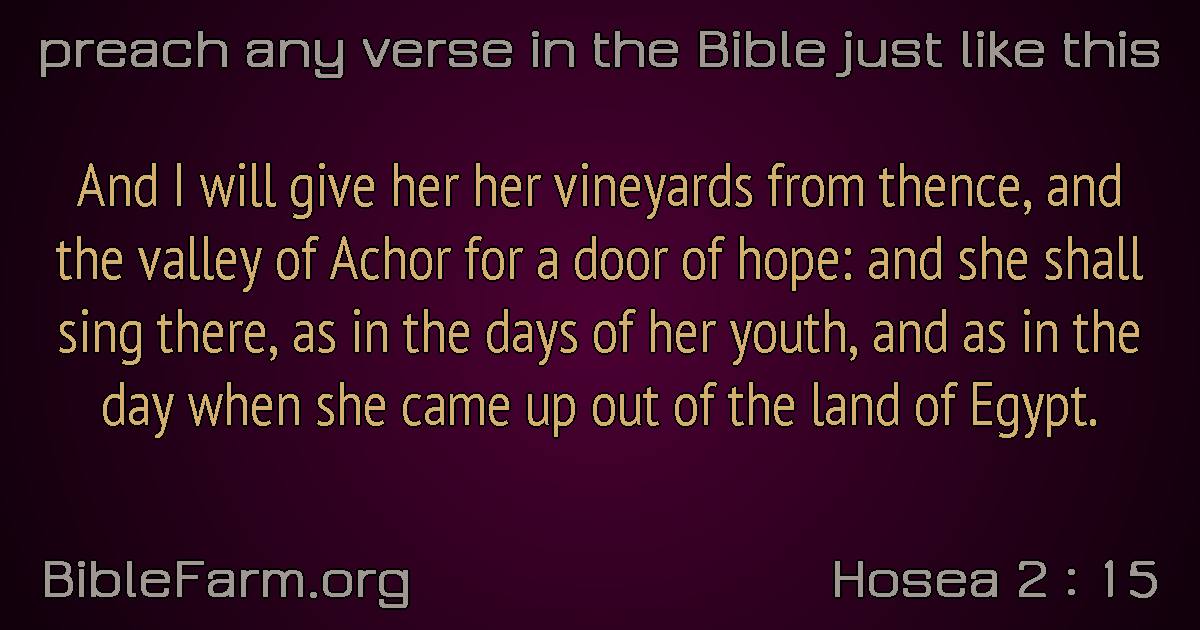 preach any verse in the Bible just like this
And I will give her her vineyards from thence, and
the valley of Achor for a door of hope: and she shall
sing there, as in the days of her youth, and as in the
day when she came up out of the land of Egypt.
BibleFarm.org
Hosea 2 : 15